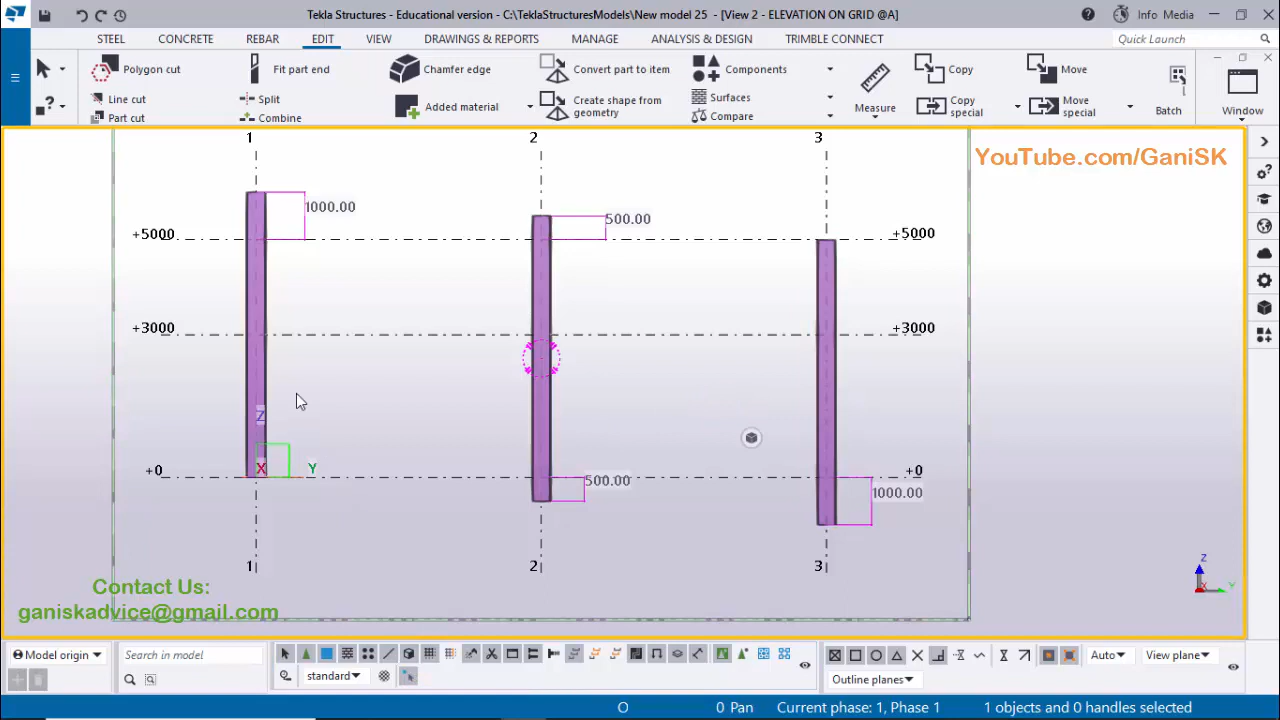 Tekla Structures - Educational version - C:\TeklaStructuresModels\New model 25 - [View 2 - ELEVATION ON GRID @A]
Info Media
STEEL CONCRETE REBAR EDIT VIEW DRAWINGS & REPORTS MANAGE ANALYSIS & DESIGN TRIMBLE CONNECT
Quick Launch
Polygon cut
Line cut
Part cut
Fit part end
Split
Combine
Chamfer edge
Added material
Convert part to item
Create shape from
geometry
Components
Surfaces
Compare
Measure
Copy
Copy
special
Move
Move
special
Batch
Window
YouTube.com/GaniSK
1 2 3
1000.00
500.00
+5000 +5000
+3000 +3000
Z
X Y
+0 +0
500.00
1000.00
1 2 3
Z
X Y
Contact Us:
ganiskadvice@gmail.com
Model origin
Search in model
standard
Auto
View plane
Outline planes
O
0 Pan
Current phase: 1, Phase 1
1 objects and 0 handles selected